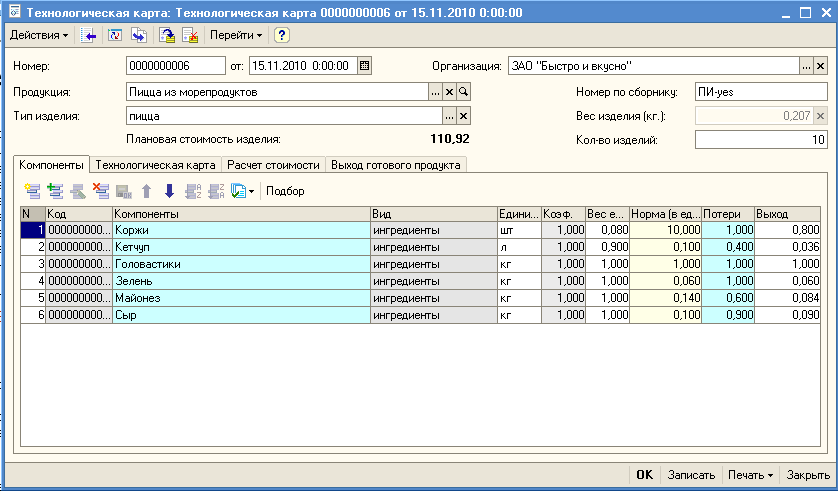 Технологическая карта: Технологическая карта 0000000006 от 15.11.2010 0:00:00
Действия Перейти ?
Номер: 0000000006 от: 15.11.2010 0:00:00 Организация: ЗАО "Быстро и вкусно" ...
Продукция: Пицца из морепродуктов ... Номер по сборнику: ПИ-yes
Тип изделия: пицца ... Вес изделия (кг.): 0,207
Плановая стоимость изделия: 110,92 Кол-во изделий: 10
Компоненты Технологическая карта Расчет стоимости Выход готового продукта
Подбор
N Код Компоненты Вид Едини... Коэф. Вес е... Норма (в ед... Потери Выход
1 000000000... Коржи ингредиенты шт 1,000 0,080 10,000 1,000 0,800
2 000000000... Кетчуп ингредиенты л 1,000 0,900 0,100 0,400 0,036
3 000000000... Головастики ингредиенты кг 1,000 1,000 1,000 1,000 1,000
4 000000000... Зелень ингредиенты кг 1,000 1,000 0,060 1,000 0,060
5 000000000... Майонез ингредиенты кг 1,000 1,000 0,140 0,600 0,084
6 000000000... Сыр ингредиенты кг 1,000 1,000 0,100 0,900 0,090
OK Записать Печать Закрыть